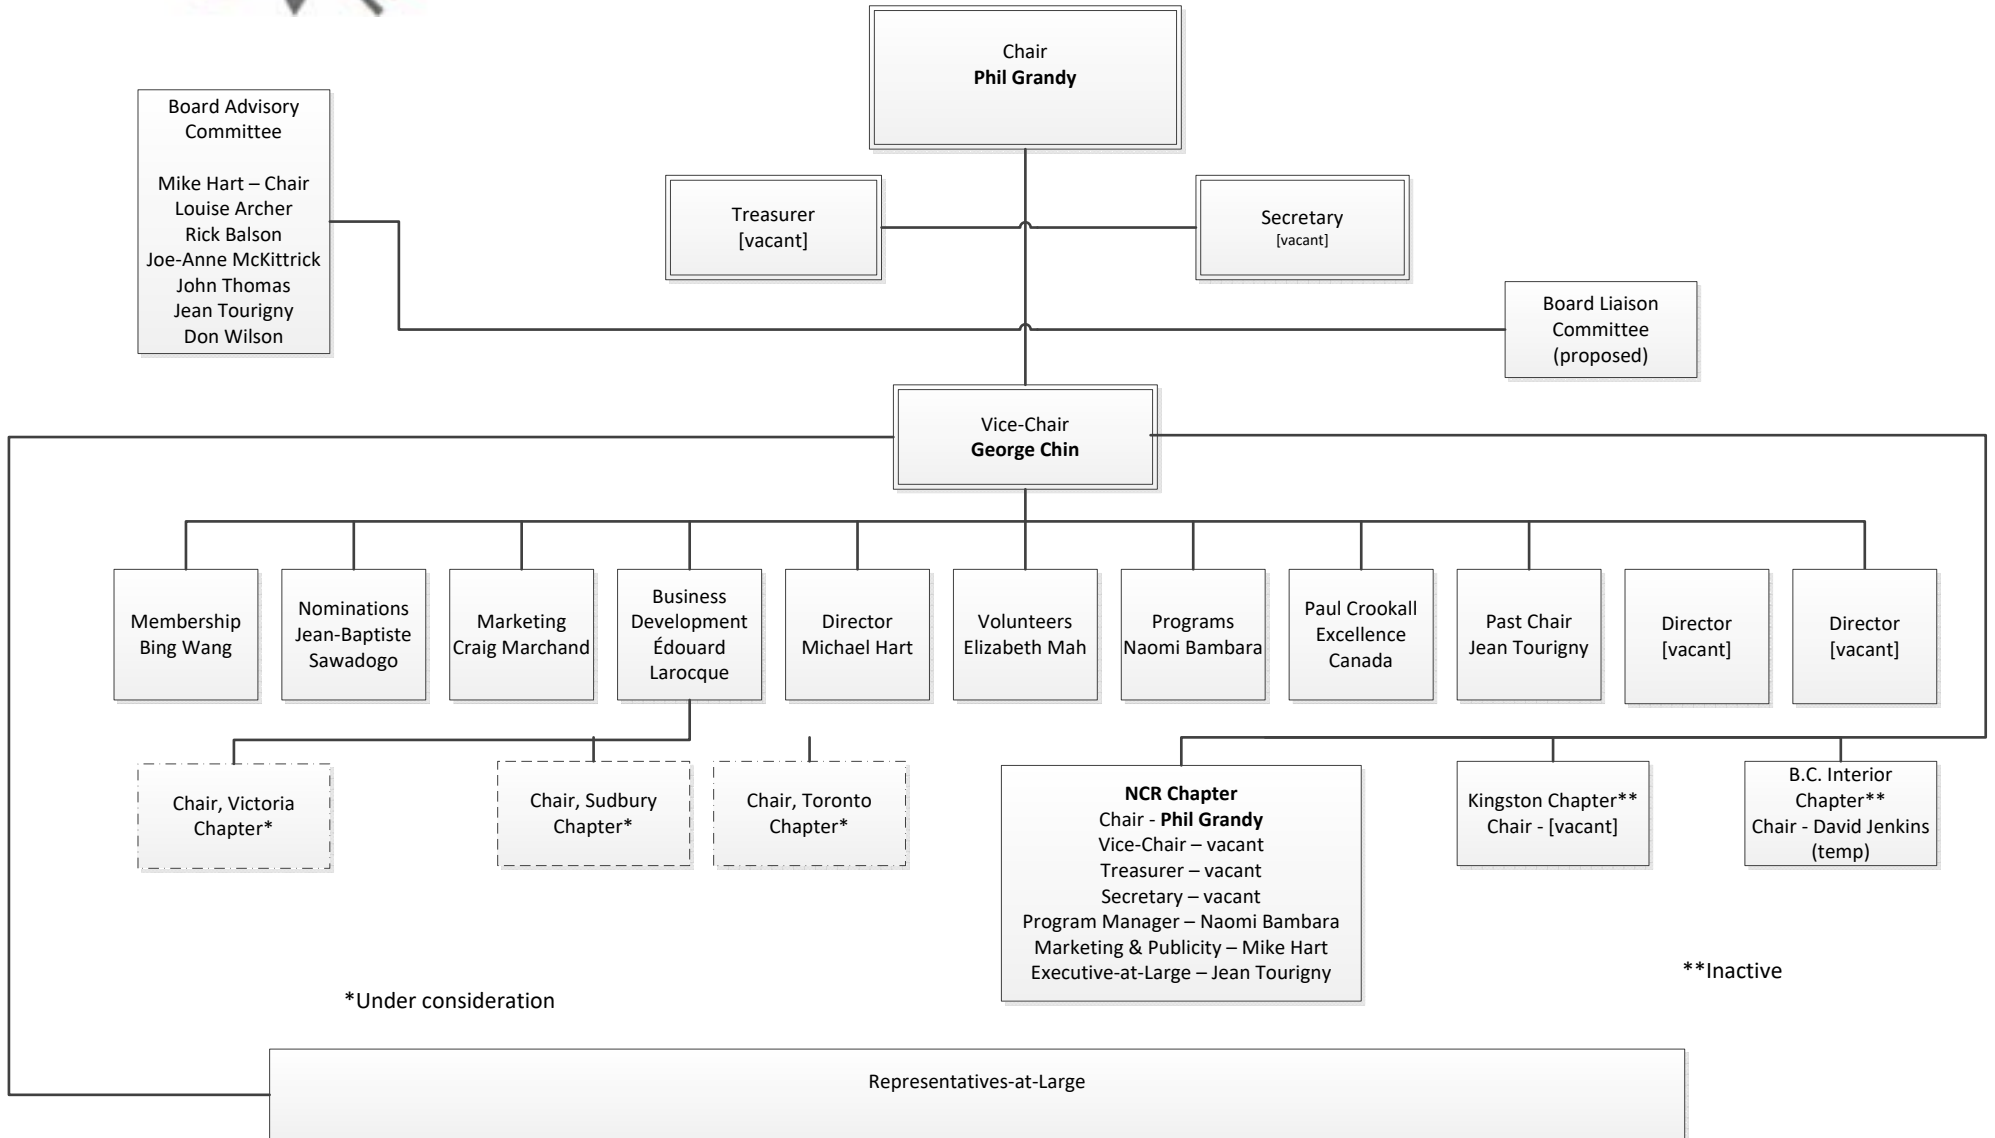 Chair
Phil Grandy
Board Advisory
Committee
Mike Hart – Chair
Louise Archer
Rick Balson
Joe-Anne McKittrick
John Thomas
Jean Tourigny
Don Wilson
Treasurer
[vacant]
Secretary
[vacant]
Board Liaison
Committee
(proposed)
Vice-Chair
George Chin
Membership
Bing Wang
Nominations
Jean-Baptiste
Sawadogo
Marketing
Craig Marchand
Business
Development
Édouard
Larocque
Director
Michael Hart
Volunteers
Elizabeth Mah
Programs
Naomi Bambara
Paul Crookall
Excellence
Canada
Past Chair
Jean Tourigny
Director
[vacant]
Director
[vacant]
Chair, Victoria
Chapter*
Chair, Sudbury
Chapter*
Chair, Toronto
Chapter*
NCR Chapter
Chair - Phil Grandy
Vice-Chair – vacant
Treasurer – vacant
Secretary – vacant
Program Manager – Naomi Bambara
Marketing & Publicity – Mike Hart
Executive-at-Large – Jean Tourigny
Kingston Chapter**
Chair - [vacant]
B.C. Interior
Chapter**
Chair - David Jenkins
(temp)
*Under consideration
**Inactive
Representatives-at-Large